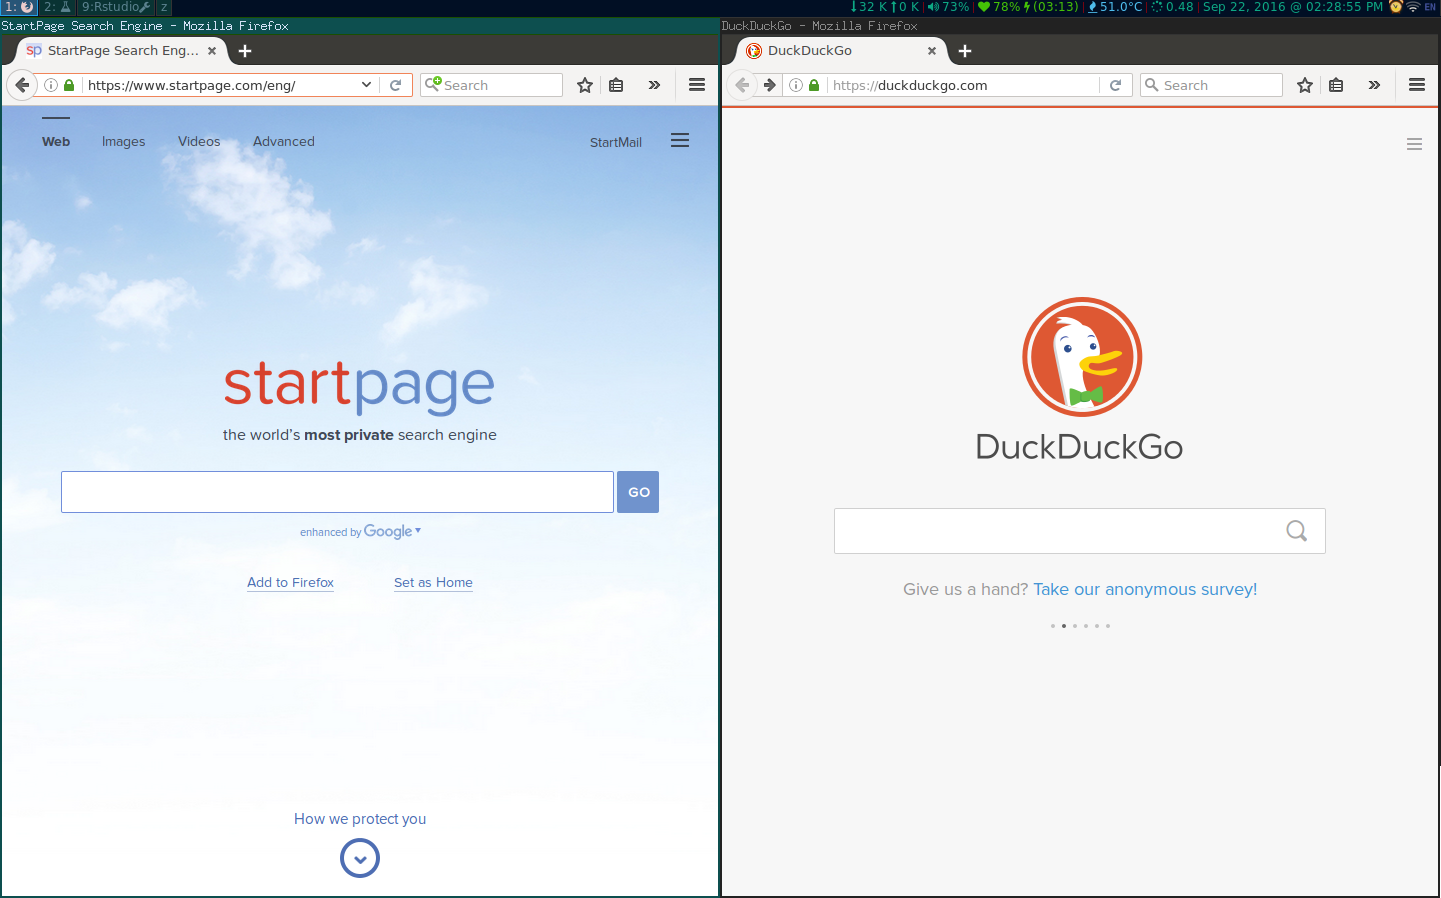 1: 2: 9:Rstudio z 32 K 0 K 73% 78% (03:13) 51.0°C 0.48 Sep 22, 2016 @ 02:28:55 PM EN
StartPage Search Engine - Mozilla Firefox
sp StartPage Search Eng...
https://www.startpage.com/eng/ Search
Web Images Videos Advanced StartMail
startpage
the world's most private search engine
GO
enhanced by Google
Add to Firefox Set as Home
How we protect you
DuckDuckGo - Mozilla Firefox
DuckDuckGo
https://duckduckgo.com Search
DuckDuckGo
Give us a hand? Take our anonymous survey!